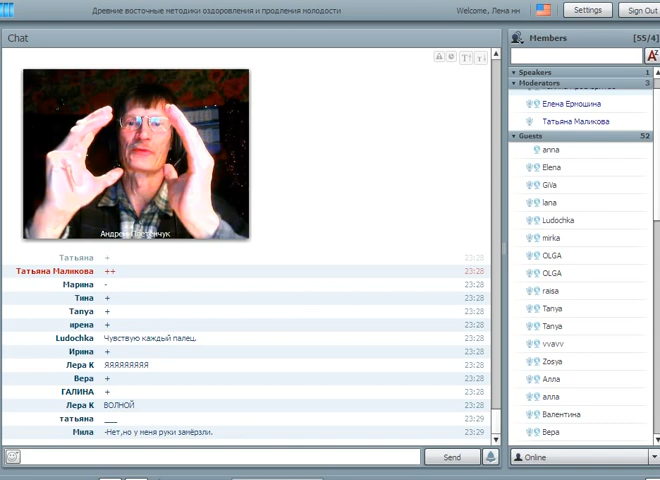 Древние восточные методики оздоровления и продления молодости
Welcome, Лена нн
Settings
Sign Out
Chat
Татьяна + 23:28
Татьяна Маликова ++ 23:28
Марина - 23:28
Тина + 23:28
Tanya + 23:28
ирена + 23:28
Ludochka Чувствую каждый палец. 23:28
Ирина + 23:28
Лера К ЯЯЯЯЯЯЯЯЯ 23:28
Вера + 23:28
ГАЛИНА + 23:28
Лера К ВОЛНОЙ 23:28
татьяна ___ 23:29
Мила -Нет,но у меня руки замёрзли. 23:29
Send
Members [55/4]
Speakers 1
Moderators 3
Елена Ермошина
Татьяна Маликова
Guests 52
anna
Elena
GiVa
lana
Ludochka
mirka
OLGA
OLGA
raisa
Tanya
Tanya
vvavv
Zosya
Алла
алла
Валентина
Вера
Online